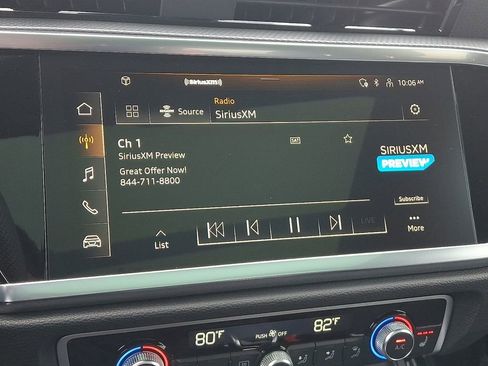 ((SiriusXM))
10:06 AM
Radio
Source
SiriusXM
Ch 1
SAT
SiriusXM Preview
SIRIUSXM
PREVIEW
Great Offer Now!
844-711-8800
Subscribe
List
LIVE
More
80°F
PUSH OFF
82°F
A/C